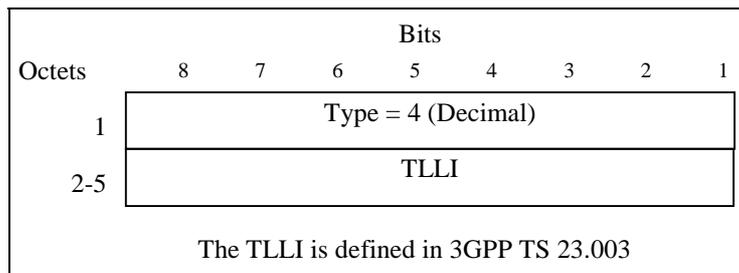 Bits
Octets 8 7 6 5 4 3 2 1
1 Type = 4 (Decimal)
2-5 TLLI
The TLLI is defined in 3GPP TS 23.003